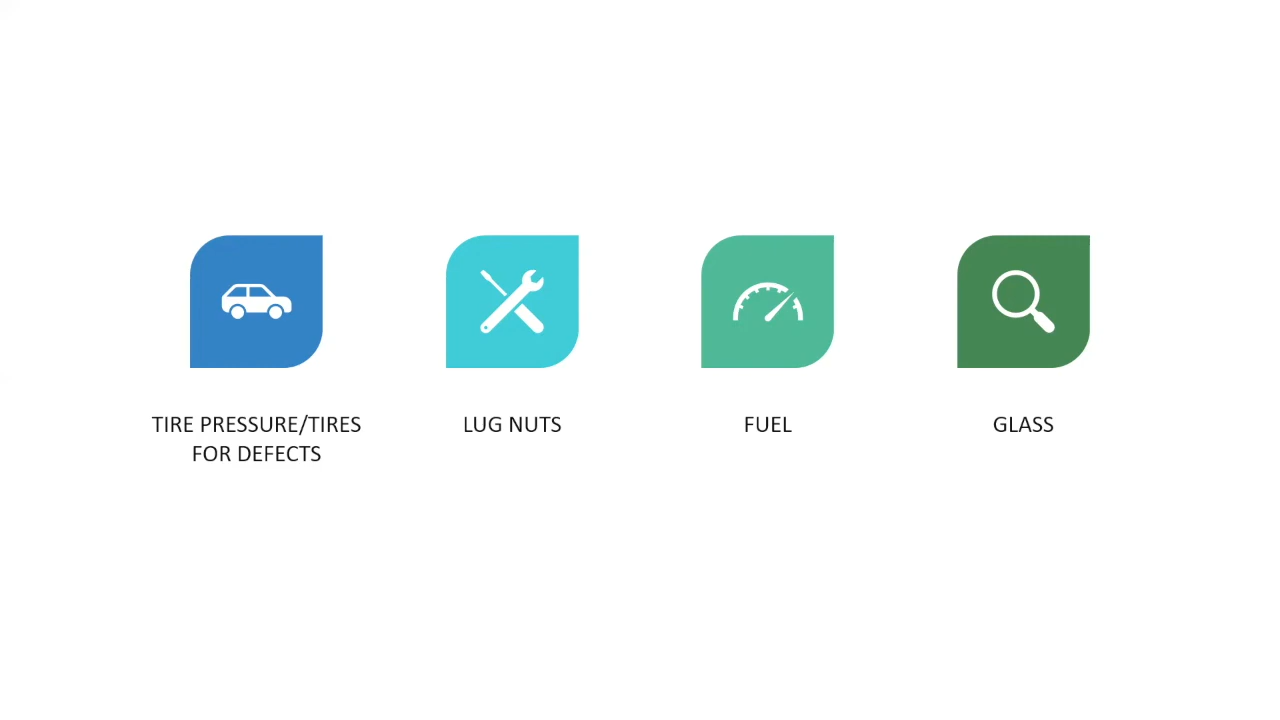 TIRE PRESSURE/TIRES
FOR DEFECTS
LUG NUTS
FUEL
GLASS